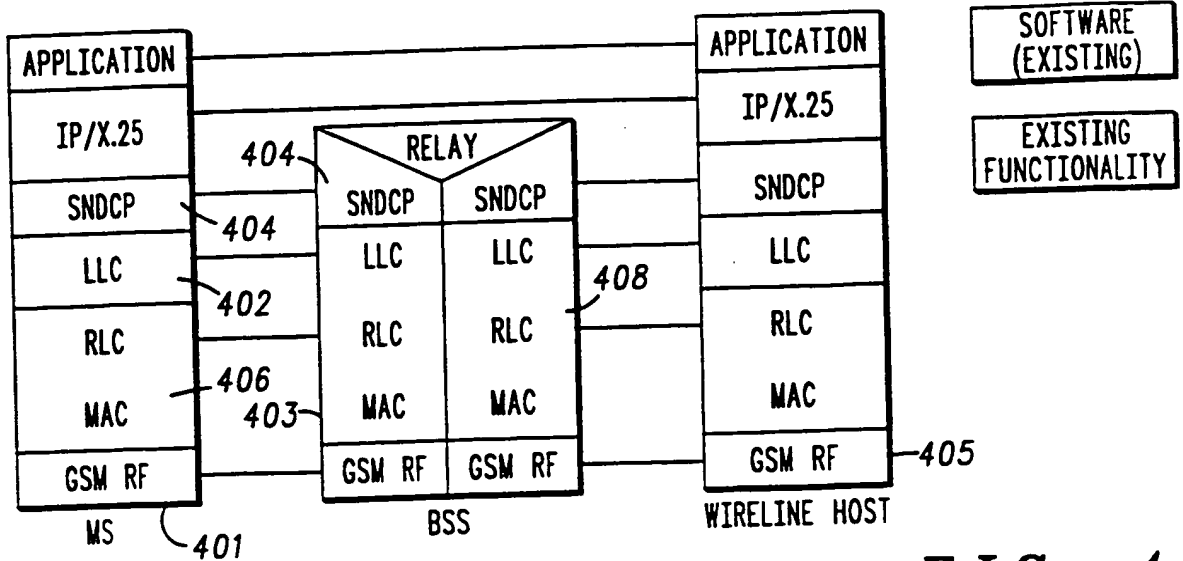 APPLICATION
IP/X.25
SNDCP
404
LLC
402
RLC
406
MAC
GSM RF
MS
401
404
RELAY
SNDCP SNDCP
LLC LLC
408
RLC RLC
403
MAC MAC
GSM RF GSM RF
BSS
APPLICATION
IP/X.25
SNDCP
LLC
RLC
MAC
GSM RF
405
WIRELINE HOST
SOFTWARE
(EXISTING)
EXISTING
FUNCTIONALITY